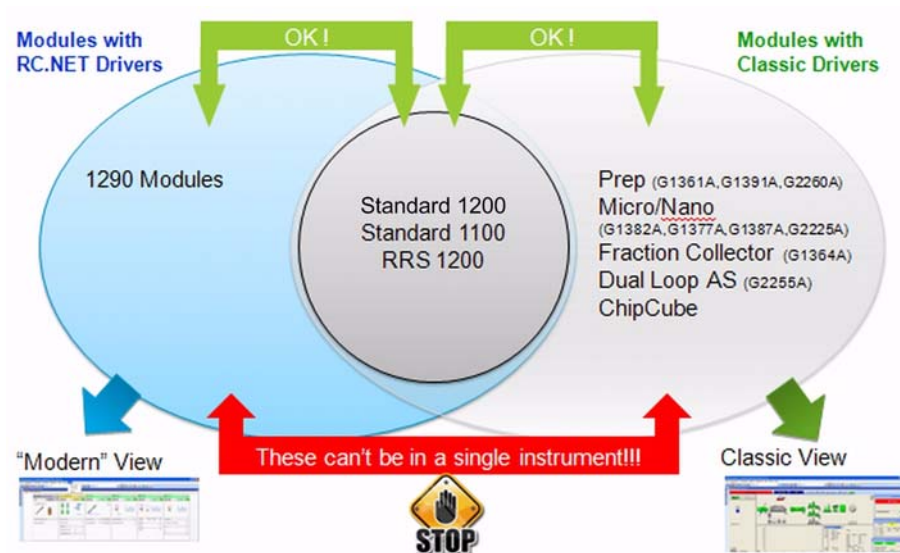 Modules with
RC.NET Drivers
OK!
OK!
Modules with
Classic Drivers
1290 Modules
Standard 1200
Standard 1100
RRS 1200
Prep (G1361A,G1391A,G2260A)
Micro/Nano
(G1382A,G1377A,G1387A,G2225A)
Fraction Collector (G1364A)
Dual Loop AS (G2255A)
ChipCube
"Modern" View
These can't be in a single instrument!!!
Classic View
STOP